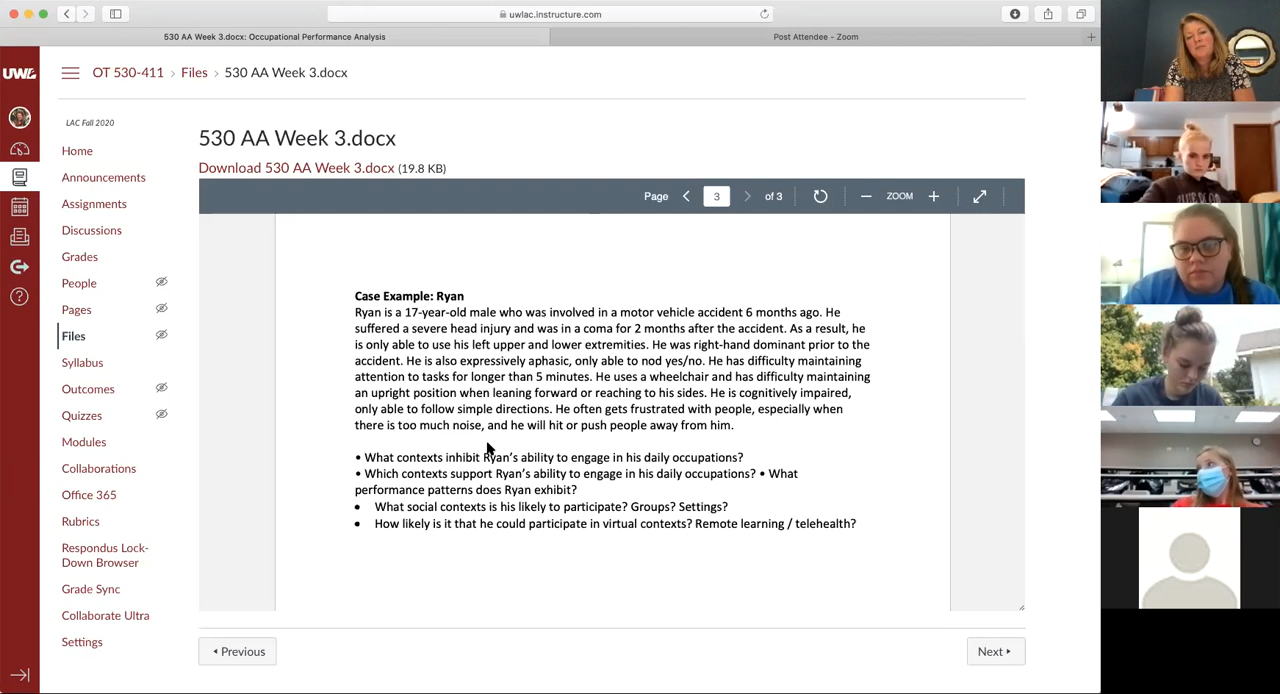 uwlac.instructure.com
530 AA Week 3.docx: Occupational Performance Analysis
Post Attendee - Zoom
UWL
OT 530-411 > Files > 530 AA Week 3.docx
LAC Fall 2020
Home
Announcements
Assignments
Discussions
Grades
People
Pages
Files
Syllabus
Outcomes
Quizzes
Modules
Collaborations
Office 365
Rubrics
Respondus Lock-
Down Browser
Grade Sync
Collaborate Ultra
Settings
530 AA Week 3.docx
Download 530 AA Week 3.docx (19.8 KB)
Page 3 of 3 ZOOM
Case Example: Ryan
Ryan is a 17-year-old male who was involved in a motor vehicle accident 6 months ago. He
suffered a severe head injury and was in a coma for 2 months after the accident. As a result, he
is only able to use his left upper and lower extremities. He was right-hand dominant prior to the
accident. He is also expressively aphasic, only able to nod yes/no. He has difficulty maintaining
attention to tasks for longer than 5 minutes. He uses a wheelchair and has difficulty maintaining
an upright position when leaning forward or reaching to his sides. He is cognitively impaired,
only able to follow simple directions. He often gets frustrated with people, especially when
there is too much noise, and he will hit or push people away from him.
• What contexts inhibit Ryan's ability to engage in his daily occupations?
• Which contexts support Ryan's ability to engage in his daily occupations? • What
performance patterns does Ryan exhibit?
• What social contexts is his likely to participate? Groups? Settings?
• How likely is it that he could participate in virtual contexts? Remote learning / telehealth?
Previous
Next